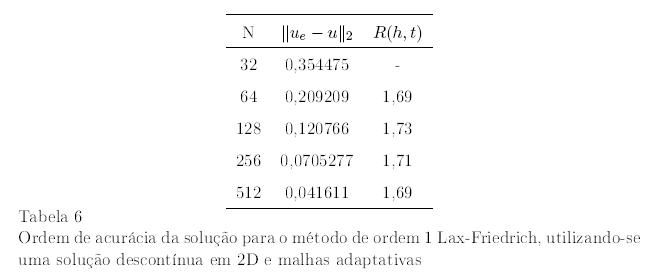 N ‖u_e − u‖_2 R(h, t)
32 0,354475 -
64 0,209209 1,69
128 0,120766 1,73
256 0,0705277 1,71
512 0,041611 1,69
Tabela 6
Ordem de acurácia da solução para o método de ordem 1 Lax-Friedrich, utilizando-se
uma solução descontínua em 2D e malhas adaptativas